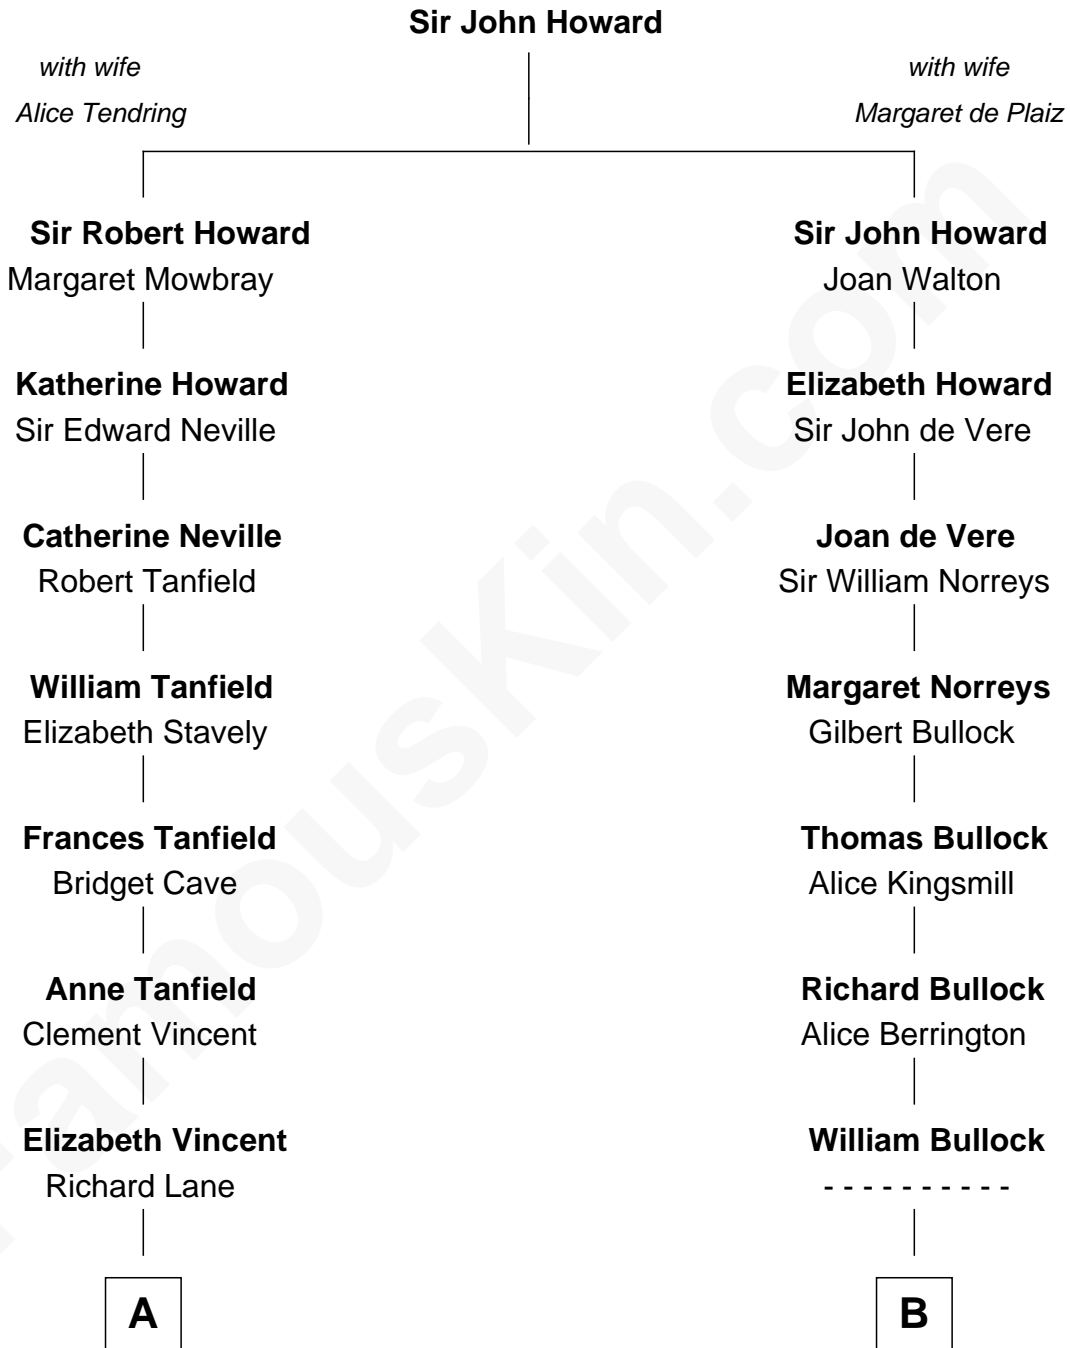 Sir John Howard
with wife
Alice Tendring
with wife
Margaret de Plaiz
Sir Robert Howard
Margaret Mowbray
Sir John Howard
Joan Walton
Katherine Howard
Sir Edward Neville
Elizabeth Howard
Sir John de Vere
Catherine Neville
Robert Tanfield
Joan de Vere
Sir William Norreys
William Tanfield
Elizabeth Stavely
Margaret Norreys
Gilbert Bullock
Frances Tanfield
Bridget Cave
Thomas Bullock
Alice Kingsmill
Anne Tanfield
Clement Vincent
Richard Bullock
Alice Berrington
Elizabeth Vincent
Richard Lane
William Bullock
- - - - - - - - - -
A
B
FamousKin.com